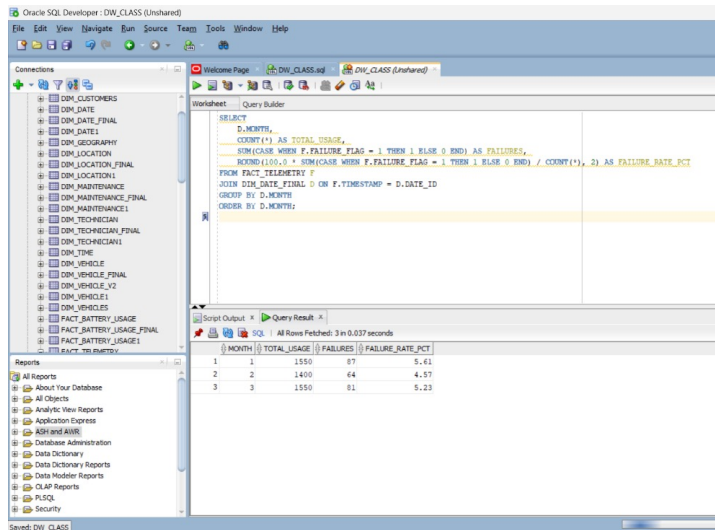 Oracle SQL Developer : DW_CLASS (Unshared)
File Edit View Navigate Run Source Team Tools Window Help
Connections
DIM_CUSTOMERS
DIM_DATE
DIM_DATE_FINAL
DIM_DATE1
DIM_GEOGRAPHY
DIM_LOCATION
DIM_LOCATION_FINAL
DIM_LOCATION1
DIM_MAINTENANCE
DIM_MAINTENANCE_FINAL
DIM_MAINTENANCE1
DIM_TECHNICIAN
DIM_TECHNICIAN_FINAL
DIM_TECHNICIAN1
DIM_TIME
DIM_VEHICLE
DIM_VEHICLE_FINAL
DIM_VEHICLE_V2
DIM_VEHICLE1
DIM_VEHICLES
FACT_BATTERY_USAGE
FACT_BATTERY_USAGE_FINAL
FACT_BATTERY_USAGE1
FACT_TELEMETRY
Reports
All Reports
About Your Database
All Objects
Analytic View Reports
Application Express
ASH and AWR
Database Administration
Data Dictionary
Data Dictionary Reports
Data Modeler Reports
OLAP Reports
PLSQL
Security
Welcome Page DW_CLASS.sql DW_CLASS (Unshared)
Worksheet Query Builder
SELECT
D.MONTH,
COUNT(*) AS TOTAL_USAGE,
SUM(CASE WHEN F.FAILURE_FLAG = 1 THEN 1 ELSE 0 END) AS FAILURES,
ROUND(100.0 * SUM(CASE WHEN F.FAILURE_FLAG = 1 THEN 1 ELSE 0 END) / COUNT(*), 2) AS FAILURE_RATE_PCT
FROM FACT_TELEMETRY F
JOIN DIM_DATE_FINAL D ON F.TIMESTAMP = D.DATE_ID
GROUP BY D.MONTH
ORDER BY D.MONTH;
Script Output x Query Result x
SQL | All Rows Fetched: 3 in 0.037 seconds
MONTH TOTAL_USAGE FAILURES FAILURE_RATE_PCT
1 1 1550 87 5.61
2 2 1400 64 4.57
3 3 1550 81 5.23
Saved: DW_CLASS